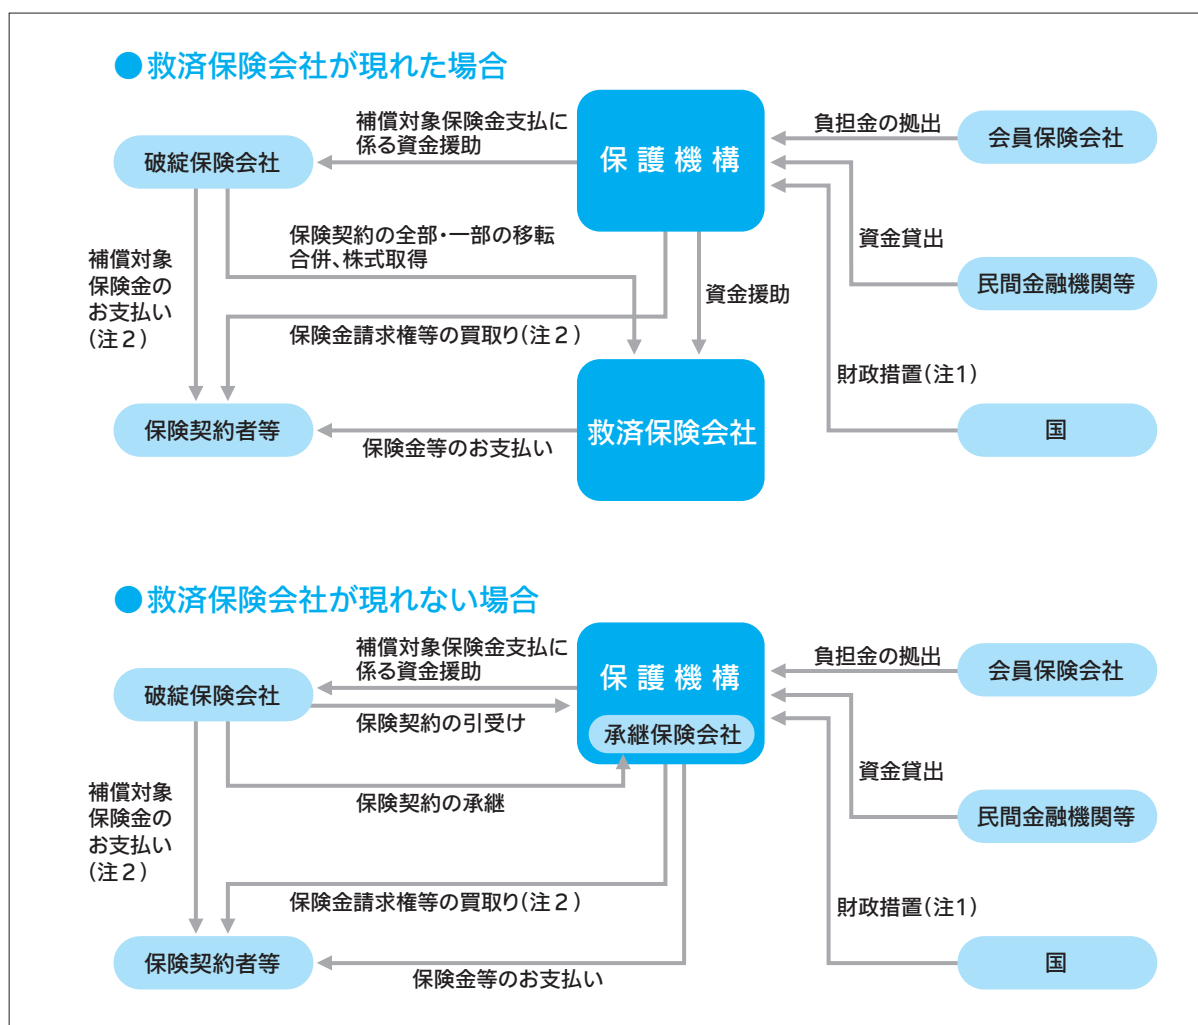 ●救済保険会社が現れた場合
補償対象保険金支払に
係る資金援助
保護機構
負担金の拠出
会員保険会社
破綻保険会社
保険契約の全部・一部の移転
合併、株式取得
資金貸出
補償対象
保険金の
お支払い
(注2)
資金援助
民間金融機関等
保険金請求権等の買取り(注2)
財政措置(注1)
保険契約者等
救済保険会社
国
保険金等のお支払い
●救済保険会社が現れない場合
補償対象保険金支払に
係る資金援助
保護機構
負担金の拠出
会員保険会社
破綻保険会社
保険契約の引受け
承継保険会社
資金貸出
補償対象
保険金の
お支払い
(注2)
保険契約の承継
民間金融機関等
保険金請求権等の買取り(注2)
財政措置(注1)
保険契約者等
国
保険金等のお支払い